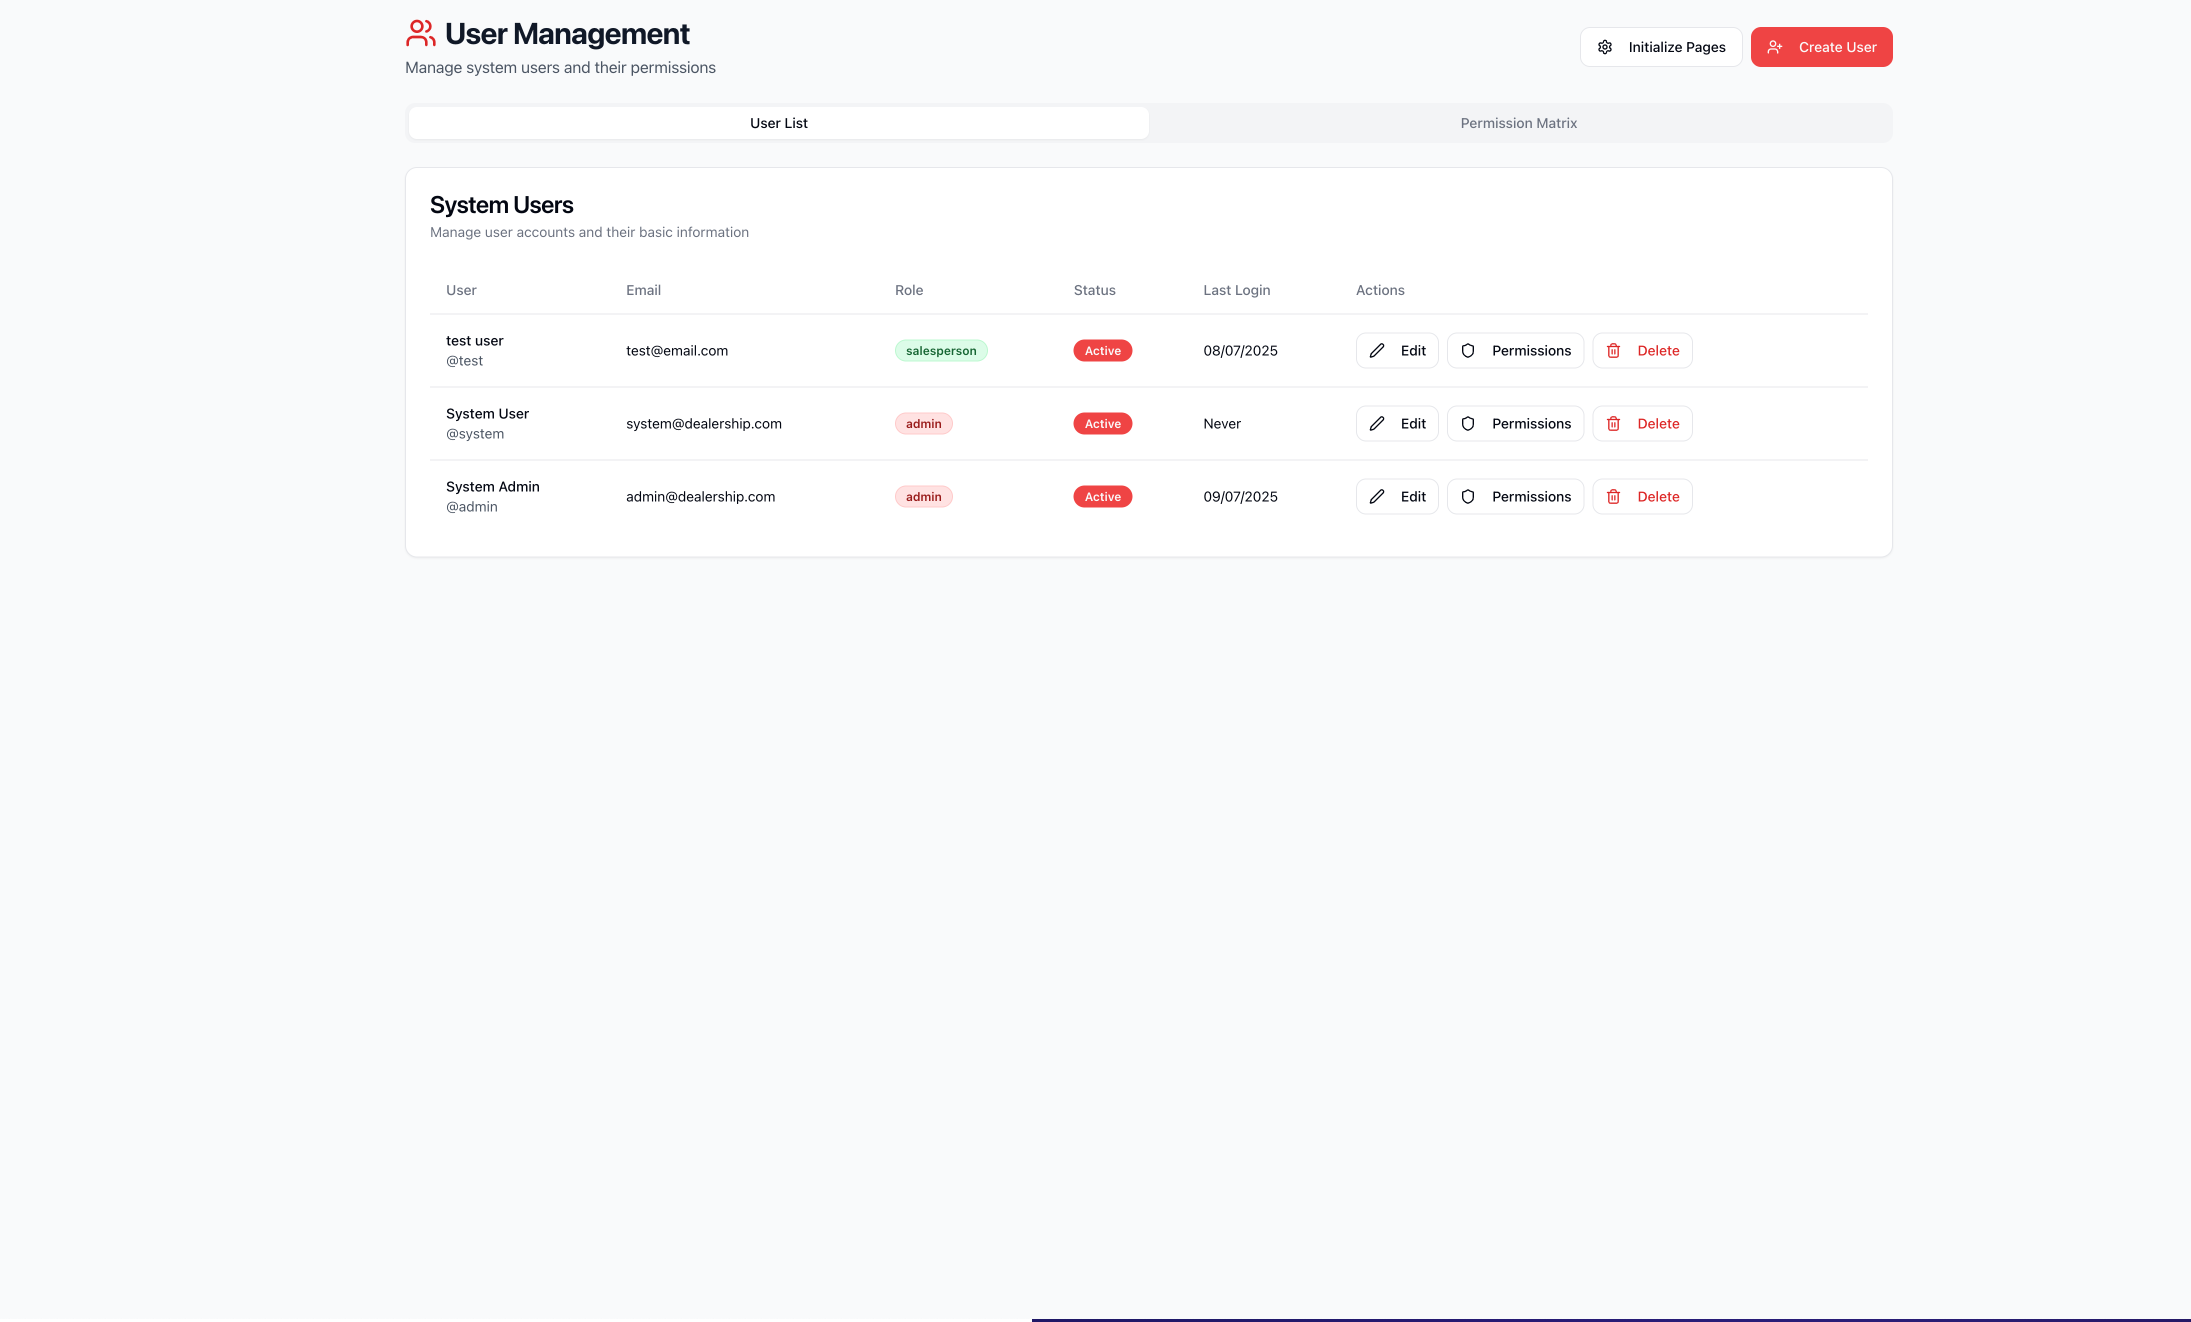 User Management
Manage system users and their permissions
Initialize Pages
Create User
User List
Permission Matrix
System Users
Manage user accounts and their basic information
User Email Role Status Last Login Actions
test user
@test
test@email.com salesperson Active 08/07/2025 Edit Permissions Delete
System User
@system
system@dealership.com admin Active Never Edit Permissions Delete
System Admin
@admin
admin@dealership.com admin Active 09/07/2025 Edit Permissions Delete